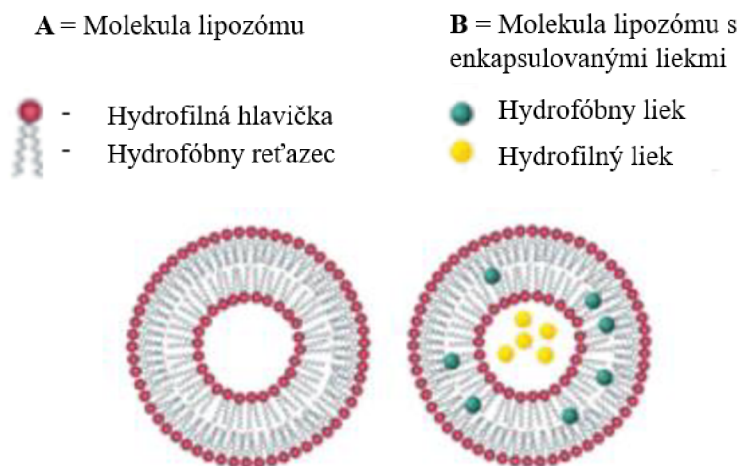 A = Molekula lipozómu
B = Molekula lipozómu s
enkapsulovanými liekmi
- Hydrofilná hlavička
- Hydrofóbny reťazec
Hydrofóbny liek
Hydrofilný liek